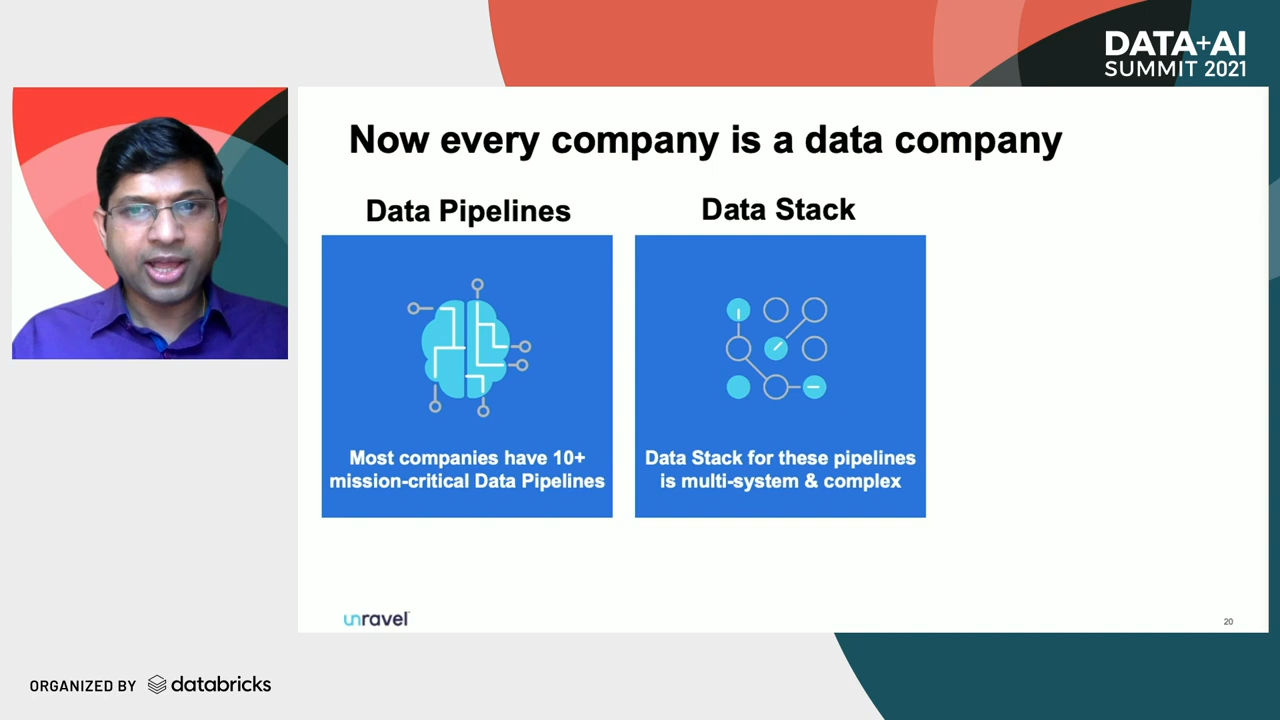 DATA+AI
SUMMIT 2021
Now every company is a data company
Data Pipelines
Most companies have 10+
mission-critical Data Pipelines
Data Stack
Data Stack for these pipelines
is multi-system & complex
unravel
20
ORGANIZED BY databricks